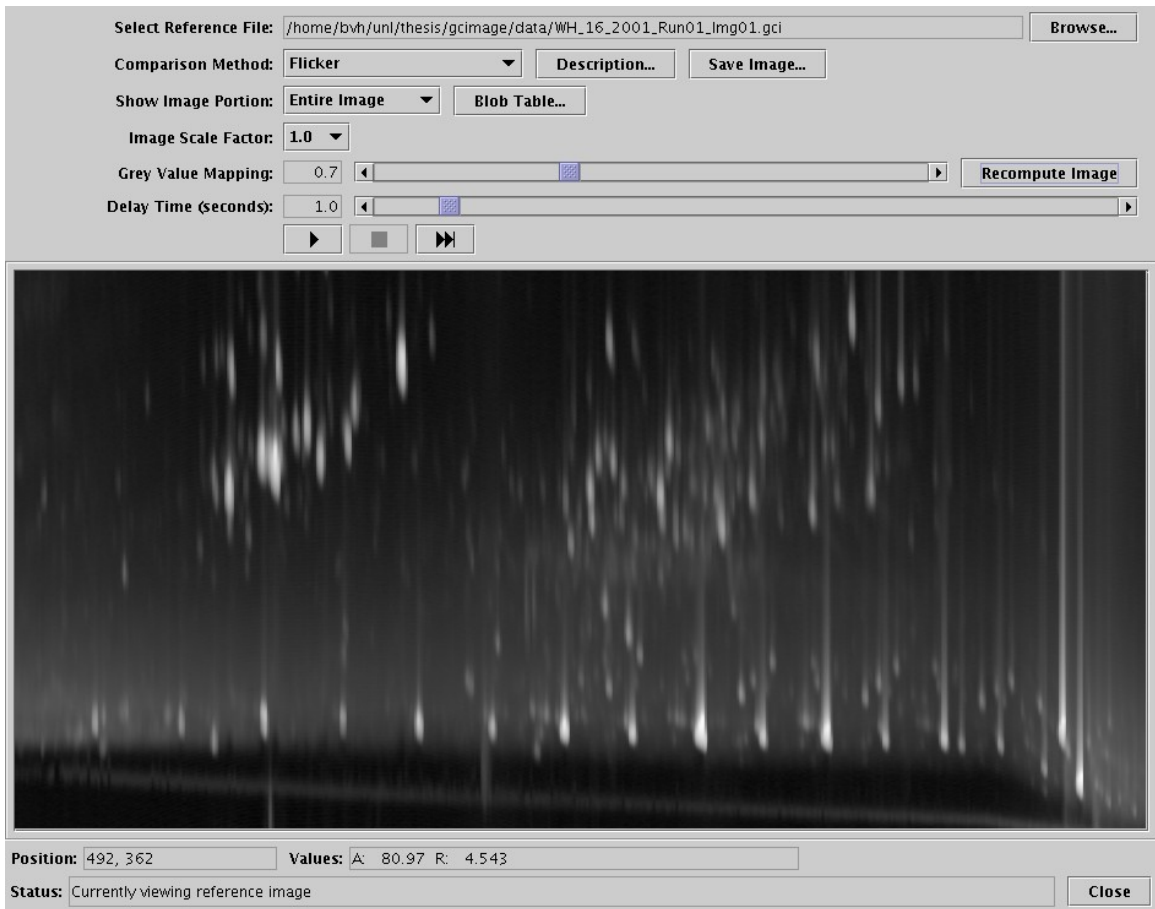 Select Reference File: /home/bvh/unl/thesis/gcimage/data/WH_16_2001_Run01_Img01.gci Browse...
Comparison Method: Flicker Description... Save Image...
Show Image Portion: Entire Image Blob Table...
Image Scale Factor: 1.0
Grey Value Mapping: 0.7 Recompute Image
Delay Time (seconds): 1.0
Position: 492, 362 Values: A: 80.97 R: 4.543
Status: Currently viewing reference image Close